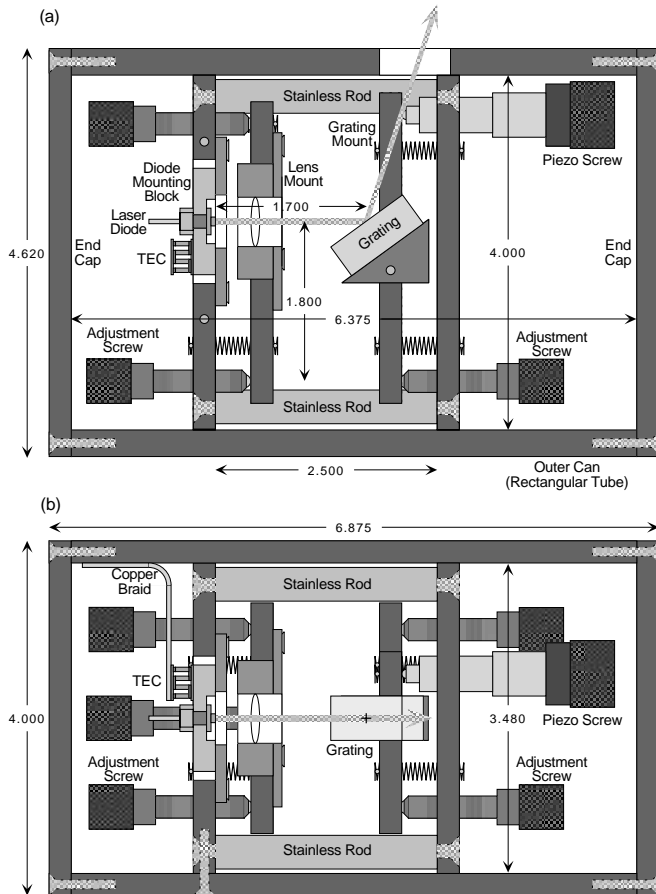 (a)
Stainless Rod
Grating
Mount
Piezo Screw
Diode
Mounting
Block
Lens
Mount
1.700
Laser
Diode
Grating
4.620
End
Cap
TEC
4.000
End
Cap
1.800
6.375
Adjustment
Screw
Adjustment
Screw
Stainless Rod
2.500
Outer Can
(Rectangular Tube)
(b)
6.875
Copper
Braid
Stainless Rod
TEC
4.000
3.480
Piezo Screw
Grating
Adjustment
Screw
Adjustment
Screw
Stainless Rod